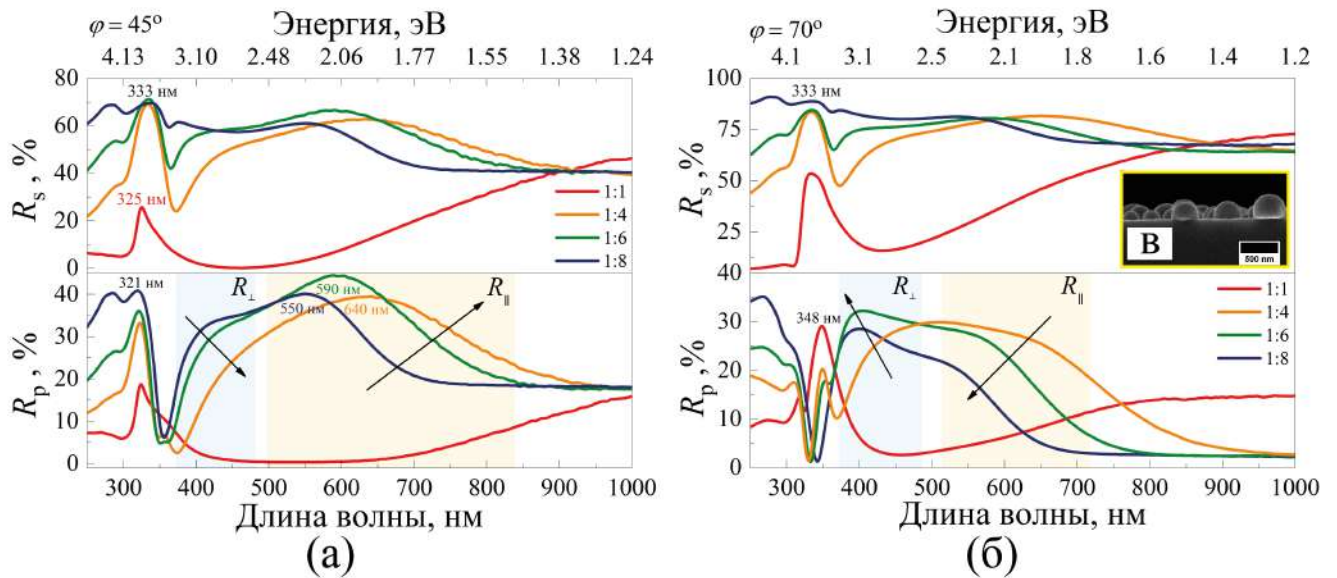 φ = 45°
Энергия, эВ
4.13 3.10 2.48 2.06 1.77 1.55 1.38 1.24
80
60
40
20
0
R_s, %
333 нм
325 нм
1:1
1:4
1:6
1:8
40
30
20
10
0
R_p, %
321 нм
R_⊥
590 нм
550 нм
640 нм
R_∥
300 400 500 600 700 800 900 1000
Длина волны, нм
(а)
φ = 70°
Энергия, эВ
4.1 3.1 2.5 2.1 1.8 1.6 1.4 1.2
100
75
50
25
R_s, %
333 нм
В
500 nm
40
30
20
10
0
R_p, %
348 нм
R_⊥
R_∥
1:1
1:4
1:6
1:8
300 400 500 600 700 800 900 1000
Длина волны, нм
(б)